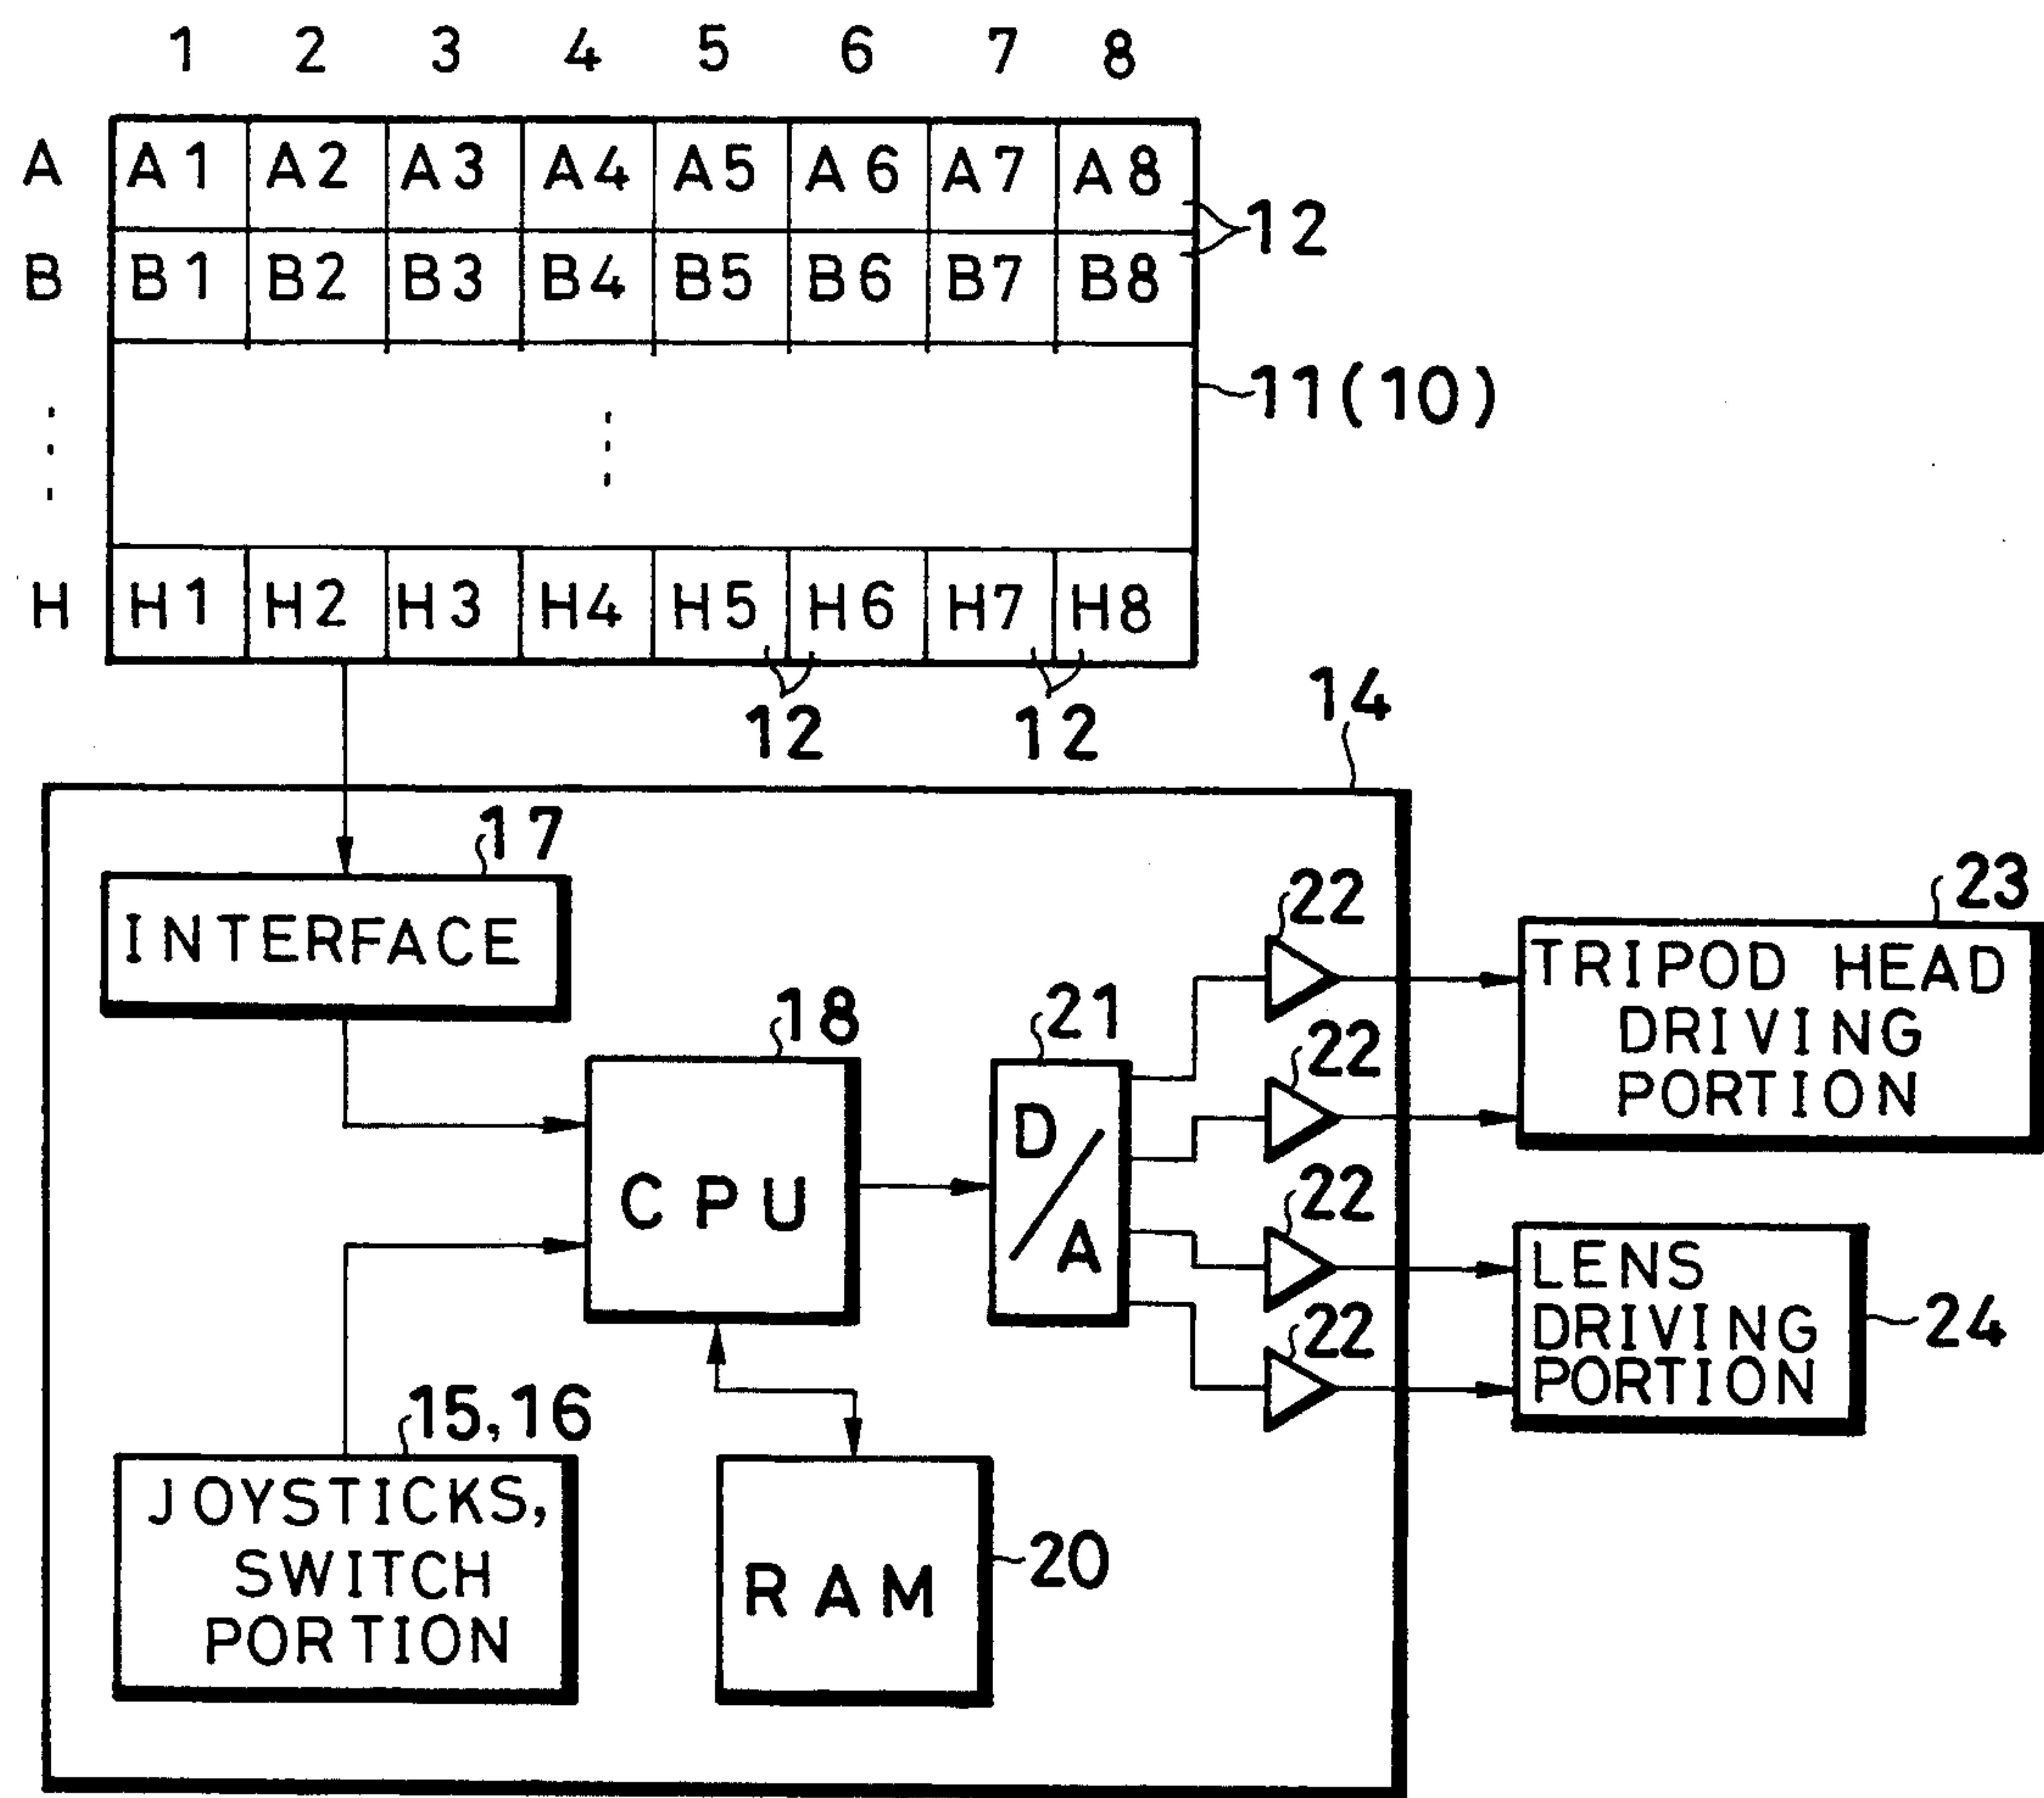 1 2 3 4 5 6 7 8
A A1 A2 A3 A4 A5 A6 A7 A8
12
B B1 B2 B3 B4 B5 B6 B7 B8
11(10)
H H1 H2 H3 H4 H5 H6 H7 H8
12 12
14
17
INTERFACE
22
23
TRIPOD HEAD
DRIVING
PORTION
18
21
22
CPU
D/A
22
LENS
DRIVING
PORTION
24
22
15,16
JOYSTICKS,
SWITCH
PORTION
RAM
20